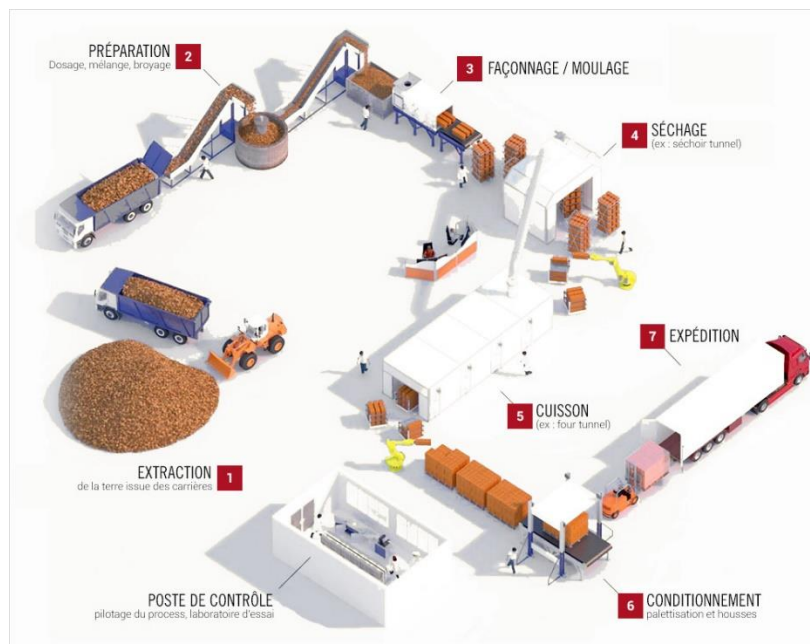 1
EXTRACTION
de la terre issue des carrières
2
PRÉPARATION
Dosage, mélange, broyage
3
FAÇONNAGE / MOULAGE
4
SÉCHAGE
(ex : séchoir tunnel)
5
CUISSON
(ex : four tunnel)
6
CONDITIONNEMENT
palettisation et housses
7
EXPÉDITION
POSTE DE CONTRÔLE
pilotage du process, laboratoire d'essai